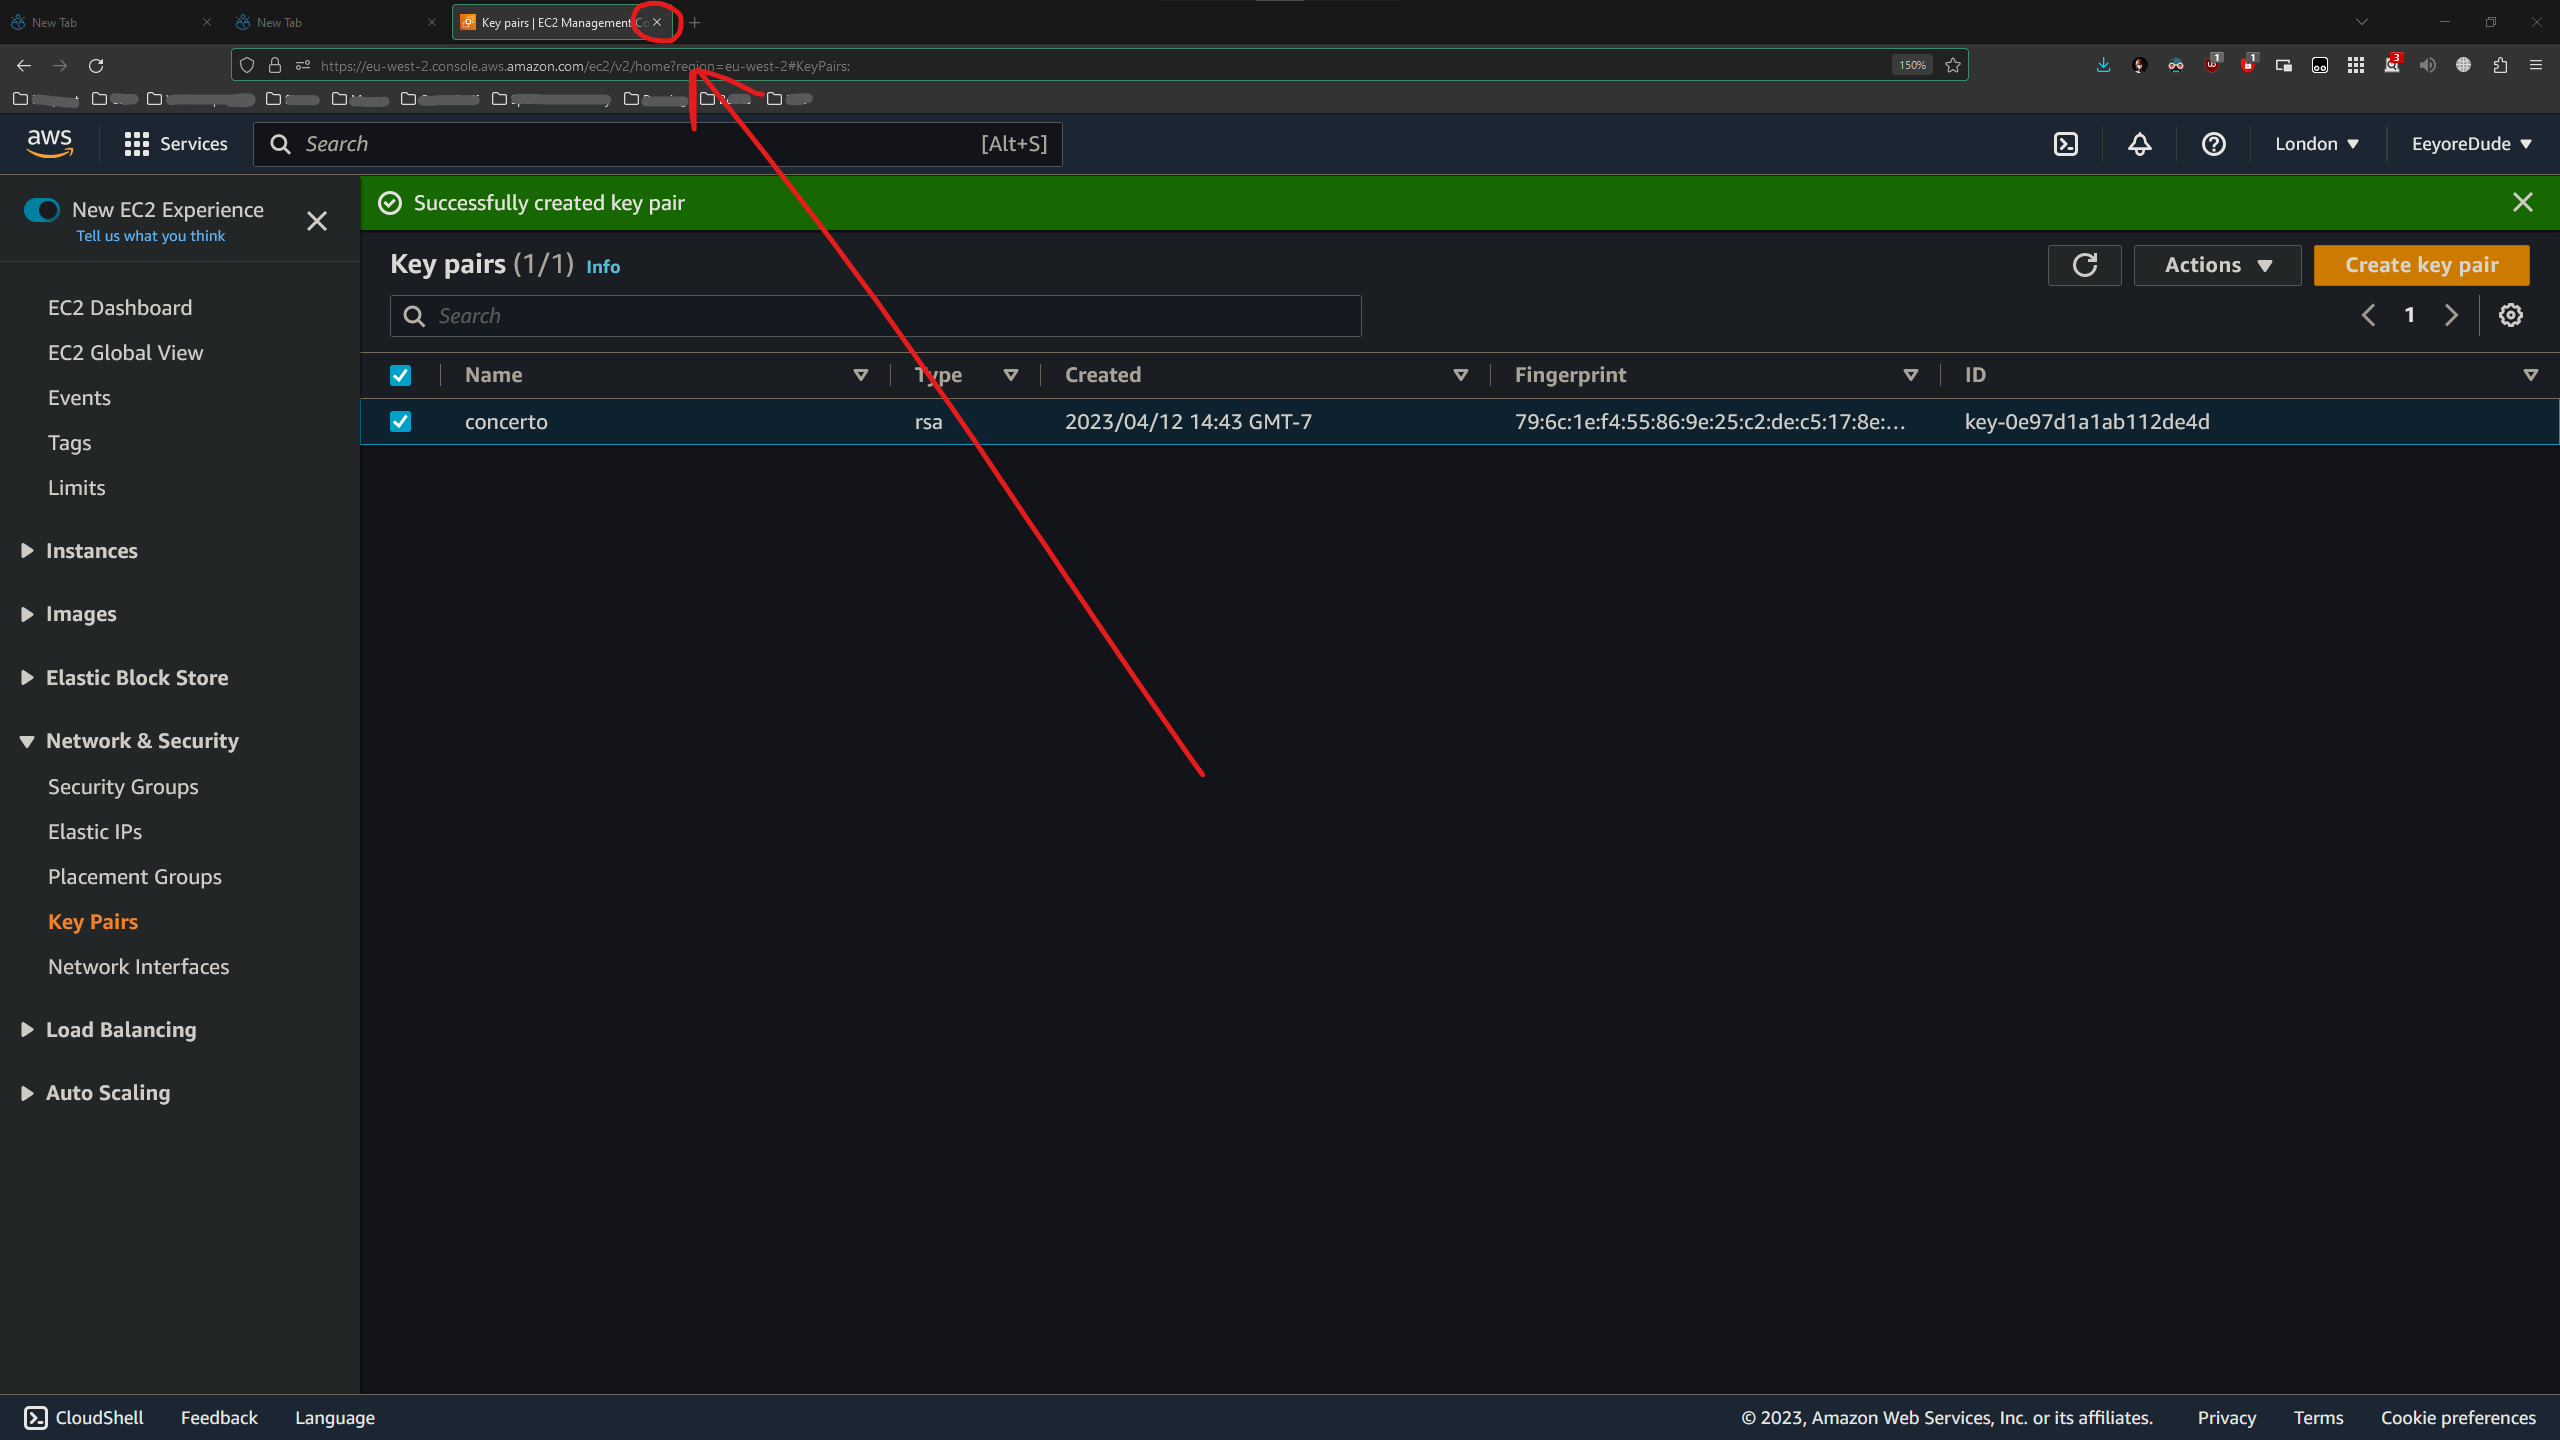 New Tab
New Tab
Key pairs | EC2 Management Co
https://eu-west-2.console.aws.amazon.com/ec2/v2/home?region=eu-west-2#KeyPairs:
150%
1
1
3
aws
Services
Search
[Alt+S]
London
EeyoreDude
New EC2 Experience
Tell us what you think
Successfully created key pair
Key pairs (1/1) Info
Actions
Create key pair
Search
1
Name
Type
Created
Fingerprint
ID
concerto
rsa
2023/04/12 14:43 GMT-7
79:6c:1e:f4:55:86:9e:25:c2:de:c5:17:8e:...
key-0e97d1a1ab112de4d
EC2 Dashboard
EC2 Global View
Events
Tags
Limits
Instances
Images
Elastic Block Store
Network & Security
Security Groups
Elastic IPs
Placement Groups
Key Pairs
Network Interfaces
Load Balancing
Auto Scaling
CloudShell
Feedback
Language
© 2023, Amazon Web Services, Inc. or its affiliates.
Privacy
Terms
Cookie preferences